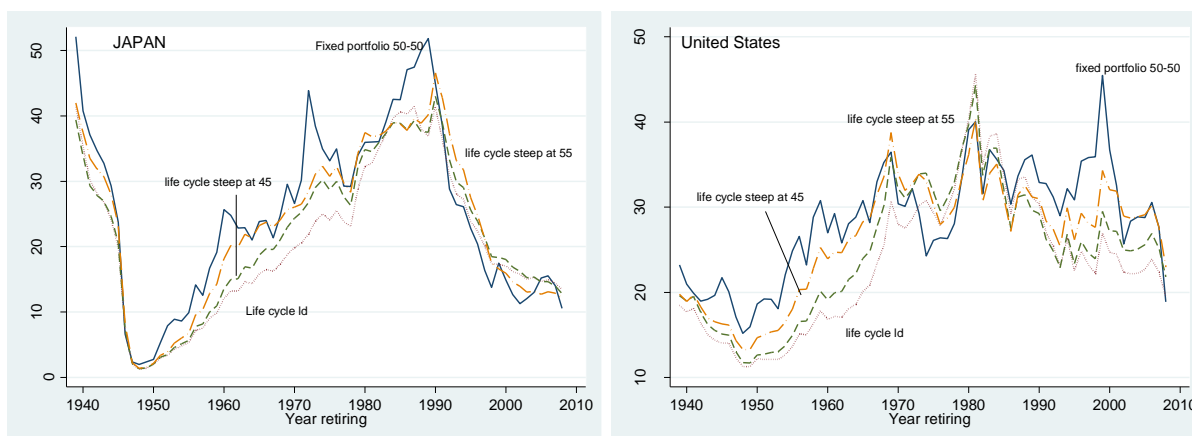 JAPAN
Fixed portfolio 50-50
life cycle steep at 55
life cycle steep at 45
Life cycle ld
0
10
20
30
40
50
1940
1950
1960
1970
1980
1990
2000
2010
Year retiring
United States
fixed portfolio 50-50
life cycle steep at 55
life cycle steep at 45
life cycle ld
10
20
30
40
50
1940
1950
1960
1970
1980
1990
2000
Year retiring